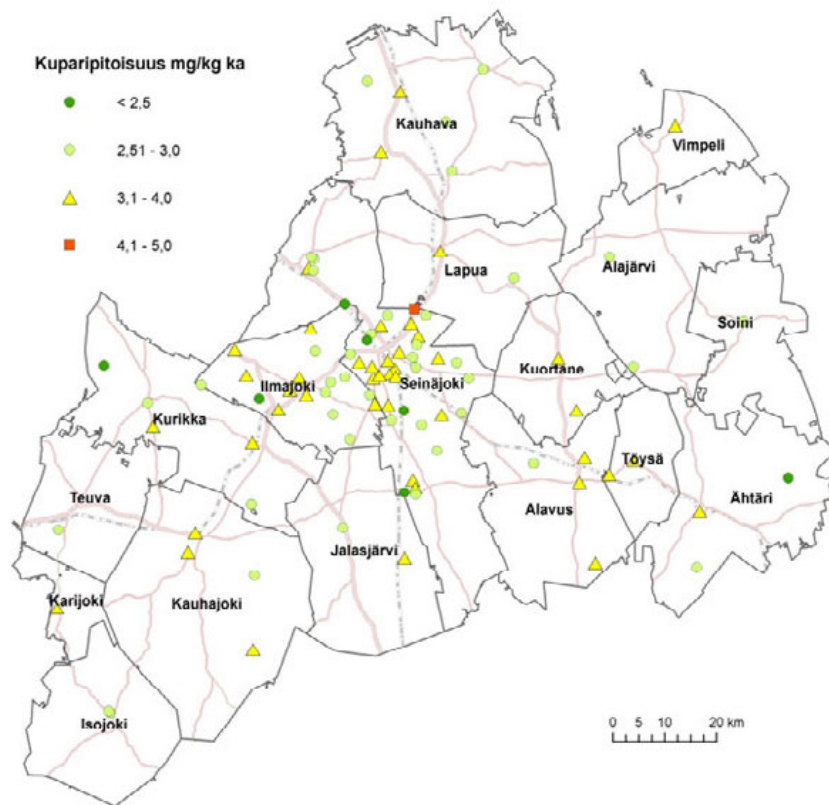 Kuparipitoisuus mg/kg ka
< 2,5
2,51 - 3,0
3,1 - 4,0
4,1 - 5,0
Kauhava
Vimpeli
Lapua
Alajärvi
Soini
Kuortane
Ilmajoki
Seinäjoki
Kurikka
Töysä
Teuva
Ähtäri
Alavus
Jalasjärvi
Karijoki
Kauhajoki
Isojoki
0 5 10 20 km